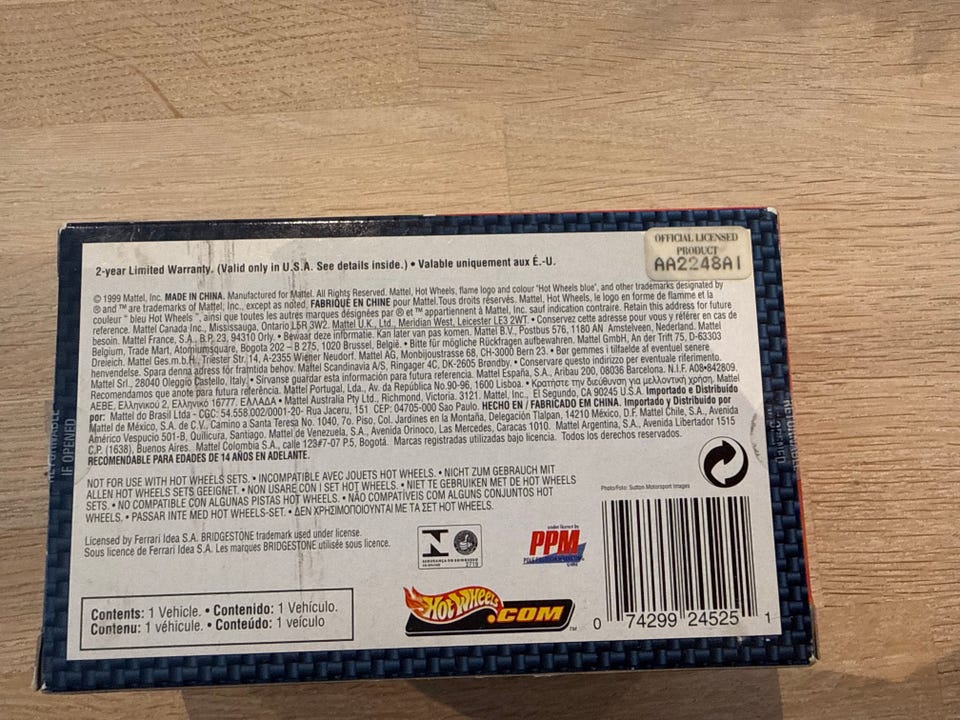 2-year Limited Warranty. (Valid only in U.S.A. See details inside.) • Valable uniquement aux É.-U.
OFFICIAL LICENSED
PRODUCT
AA2248A1
© 1999 Mattel, Inc. MADE IN CHINA. Manufactured for Mattel. All Rights Reserved. Mattel, Hot Wheels, flame logo and colour "Hot Wheels blue", and other trademarks designated by
® and ™ are trademarks of Mattel, Inc., except as noted. FABRIQUÉ EN CHINE pour Mattel.Tous droits réservés. Mattel, Hot Wheels, le logo en forme de flamme et la
couleur " bleu Hot Wheels ", ainsi que toutes les autres marques désignées par ® et ™ appartiennent à Mattel, Inc. sauf indication contraire. Retain this address for future
reference. Mattel Canada Inc., Mississauga, Ontario L5R 3W2. Mattel U.K., Ltd., Meridian West, Leicester LE3 2WT. • Conservez cette adresse pour vous y référer en cas de
besoin. Mattel France, S.A., B.P. 23, 94310 Orly. • Bewaar deze informatie. Kan later van pas komen. Mattel B.V., Postbus 576, 1180 AN Amstelveen, Nederland. Mattel
Belgium, Trade Mart, Atomiumsquare, Bogota 202 – B 275, 1020 Brussel, België. • Bitte für mögliche Rückfragen aufbewahren. Mattel GmbH, An der Trift 75, D-63303
Dreieich. Mattel Ges.m.b.H., Triester Str. 14, A-2355 Wiener Neudorf. Mattel AG, Monbijoustrasse 68, CH-3000 Bern 23. • Bør gemmes i tilfælde af eventuel senere
henvendelse. Spara denna adress för framtida behov. Mattel Scandinavia A/S, Ringager 4C, DK-2605 Brøndby. • Conservare questo indirizzo per eventuale riferimento.
Mattel Srl., 28040 Oleggio Castello, Italy. • Sírvanse guardar esta información para futura referencia. Mattel España, S.A., Aribau 200, 08036 Barcelona. N.I.F. A08•842809.
Recomendamos que anote para futura referência. Mattel Portugal, Lda., Av. da República No.90-96, 1600 Lisboa. • Κρατήστε την διεύθυνση για μελλοντική χρήση. Mattel
AEBE, Ελληνικού 2, Ελληνικό 16777. ΕΛΛΑΔΑ • Mattel Australia Pty Ltd., Richmond, Victoria. 3121. Mattel, Inc., El Segundo, CA 90245 U.S.A. Importado e Distribuído
por: Mattel do Brasil Ltda - CGC: 54.558.002/0001-20- Rua Jaceru, 151 CEP: 04705-000 Sao Paulo. HECHO EN / FABRICADO EN CHINA. Importado y Distribuido por
Mattel de México, S.A. de C.V., Camino a Santa Teresa No. 1040, 7o. Piso, Col. Jardines en la Montaña, Delegación Tlalpan, 14210 México, D.F. Mattel Chile, S.A., Avenida
Américo Vespucio 501-B, Quilicura, Santiago. Mattel de Venezuela, S.A., Avenida Orinoco, Las Mercedes, Caracas 1010. Mattel Argentina, S.A., Avenida Libertador 1515
C.P. (1638), Buenos Aires. Mattel Colombia S.A., calle 123#7-07 P.5, Bogotá. Marcas registradas utilizadas bajo licencia. Todos los derechos reservados.
RECOMENDABLE PARA EDADES DE 14 AÑOS EN ADELANTE.
Photo/Foto: Sutton Motorsport Images
NOT FOR USE WITH HOT WHEELS SETS. • INCOMPATIBLE AVEC JOUETS HOT WHEELS. • NICHT ZUM GEBRAUCH MIT
ALLEN HOT WHEELS SETS GEEIGNET. • NON USARE CON I SET HOT WHEELS. • NIET TE GEBRUIKEN MET DE HOT WHEELS
SETS. • NO COMPATIBLE CON ALGUNAS PISTAS HOT WHEELS. • NÃO COMPATÍVEIS COM ALGUNS CONJUNTOS HOT
WHEELS. • PASSAR INTE MED HOT WHEELS-SET. • ΔΕΝ ΧΡΗΣΙΜΟΠΟΙΟΥΝΤΑΙ ΜΕ ΤΑ ΣΕΤ HOT WHEELS.
Licensed by Ferrari Idea S.A. BRIDGESTONE trademark used under license.
Sous licence de Ferrari Idea S.A. Les marques BRIDGESTONE utilisée sous licence.
under licence by
PPM
Contents: 1 Vehicle. • Contenido: 1 Vehículo.
Contenu: 1 véhicule. • Conteúdo: 1 veículo
HOT WHEELS
.COM ™
0 74299 24525 1
IF OPENED